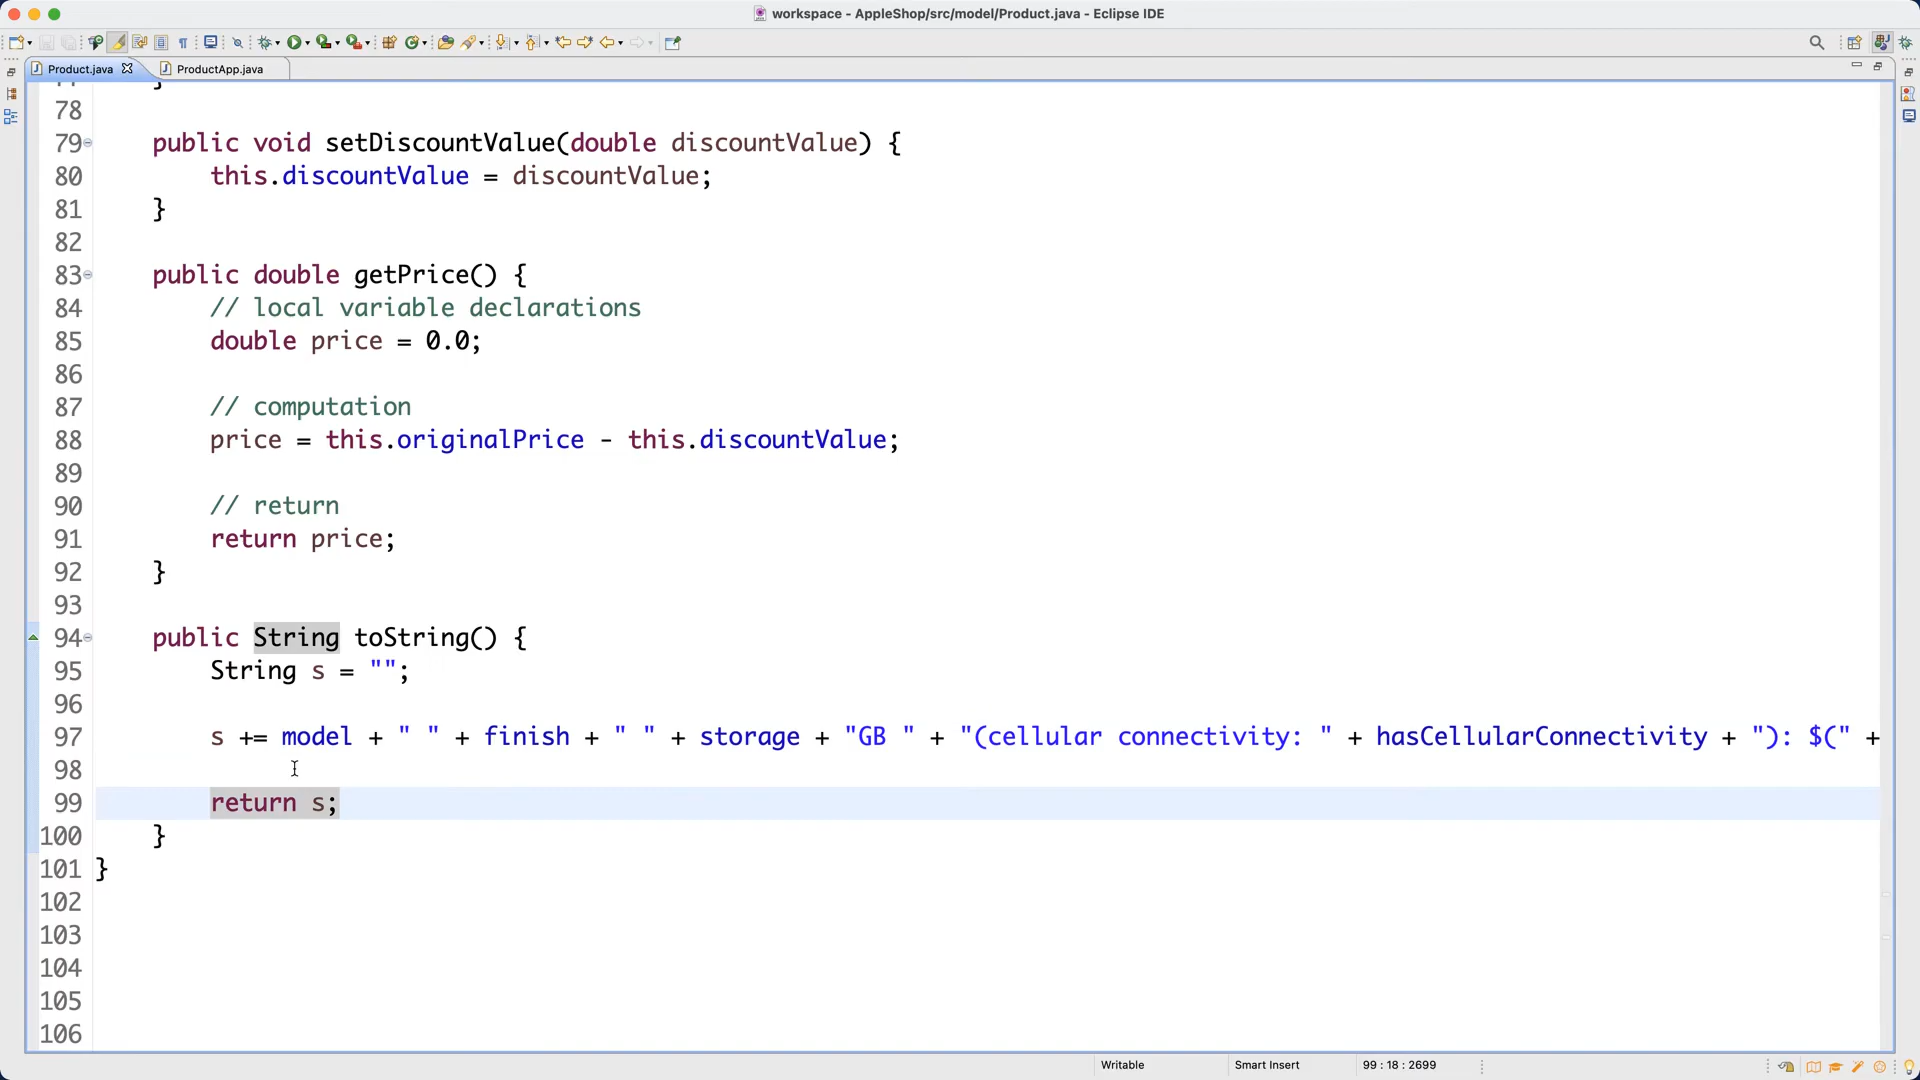 workspace - AppleShop/src/model/Product.java - Eclipse IDE
Product.java
ProductApp.java
78
79 public void setDiscountValue(double discountValue) {
80 this.discountValue = discountValue;
81 }
82
83 public double getPrice() {
84 // local variable declarations
85 double price = 0.0;
86
87 // computation
88 price = this.originalPrice - this.discountValue;
89
90 // return
91 return price;
92 }
93
94 public String toString() {
95 String s = "";
96
97 s += model + " " + finish + " " + storage + "GB " + "(cellular connectivity: " + hasCellularConnectivity + "): $(" +
98
99 return s;
100 }
101 }
102
103
104
105
106
Writable
Smart Insert
99 : 18 : 2699